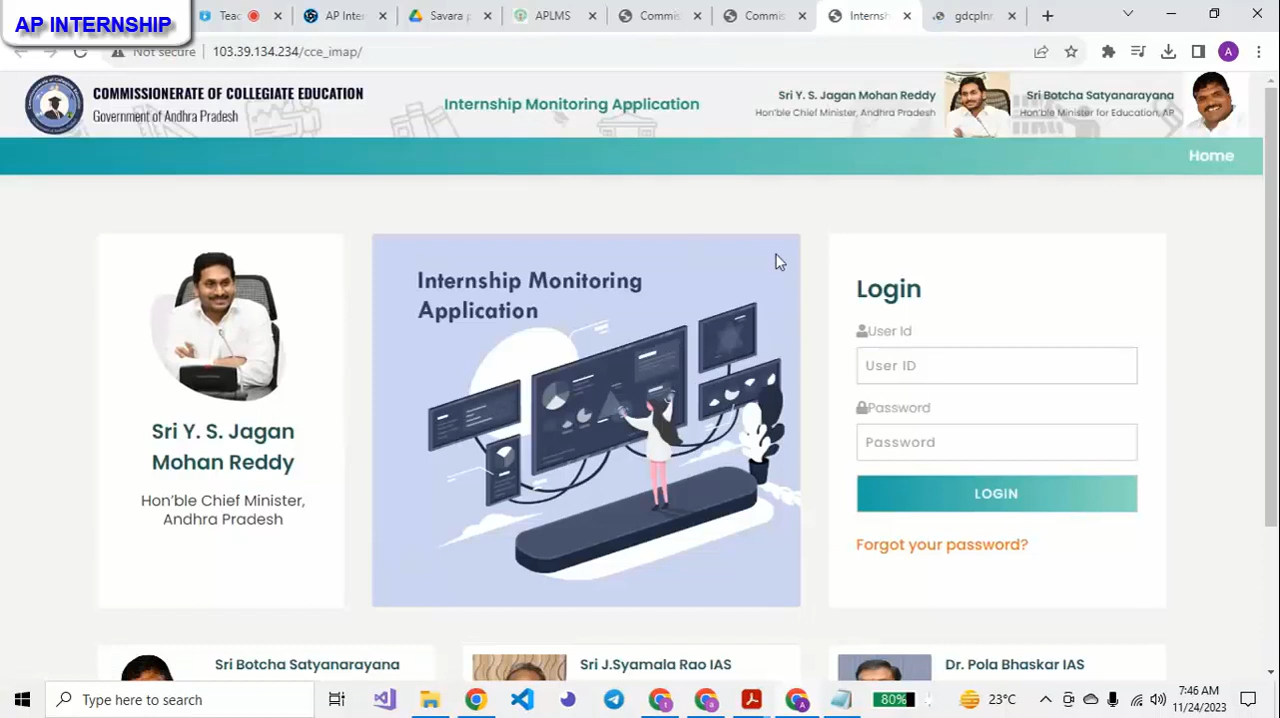 AP INTERNSHIP
Teac
AP Inter
Savara p
APLMS
Commis
Commis
Interns
gdcplnr
Not secure
103.39.134.234/cce_imap/
A
COMMISSIONERATE OF COLLEGIATE EDUCATION
Government of Andhra Pradesh
Internship Monitoring Application
Sri Y. S. Jagan Mohan Reddy
Hon'ble Chief Minister, Andhra Pradesh
Sri Botcha Satyanarayana
Hon'ble Minister for Education, AP
Home
Sri Y. S. Jagan
Mohan Reddy
Hon'ble Chief Minister,
Andhra Pradesh
Internship Monitoring
Application
Login
User Id
User ID
Password
Password
LOGIN
Forgot your password?
Sri Botcha Satyanarayana
Sri J.Syamala Rao IAS
Dr. Pola Bhaskar IAS
Type here to search
80%
23°C
7:46 AM
11/24/2023